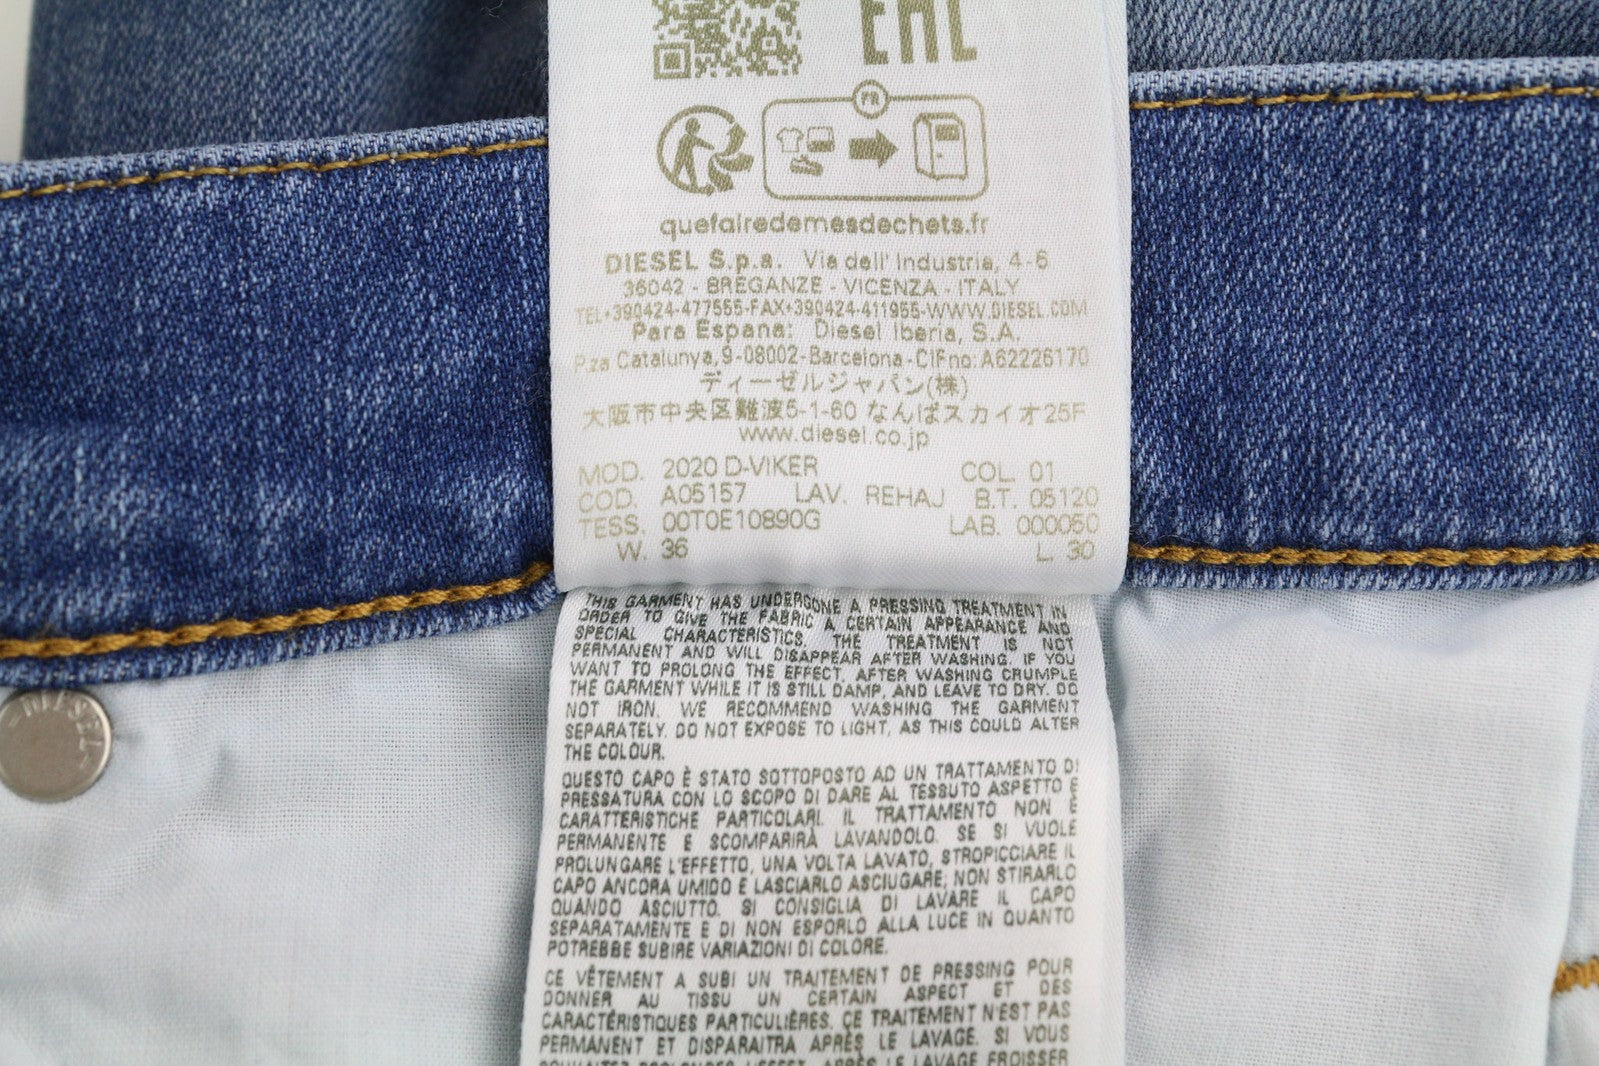 EAC
FR
quefairedemesdechets.fr
DIESEL S.p.a. Via dell' Industria, 4-6
36042 - BREGANZE - VICENZA - ITALY
TEL+390424-477555-FAX+390424-411955-WWW.DIESEL.COM
Para Espana: Diesel Iberia, S.A.
P.za Catalunya, 9-08002-Barcelona-CIFno: A62226170
ディーゼルジャパン(株)
大阪市中央区難波5-1-60 なんばスカイオ25F
www.diesel.co.jp
MOD. 2020 D-VIKER COL. 01
COD. A05157 LAV. REHAJ B.T. 05120
TESS. 00T0E10890G LAB. 000050
W. 36 L. 30
THIS GARMENT HAS UNDERGONE A PRESSING TREATMENT IN
ORDER TO GIVE THE FABRIC A CERTAIN APPEARANCE AND
SPECIAL CHARACTERISTICS. THE TREATMENT IS NOT
PERMANENT AND WILL DISAPPEAR AFTER WASHING. IF YOU
WANT TO PROLONG THE EFFECT, AFTER WASHING CRUMPLE
THE GARMENT WHILE IT IS STILL DAMP, AND LEAVE TO DRY. DO
NOT IRON. WE RECOMMEND WASHING THE GARMENT
SEPARATELY. DO NOT EXPOSE TO LIGHT, AS THIS COULD ALTER
THE COLOUR.
QUESTO CAPO È STATO SOTTOPOSTO AD UN TRATTAMENTO DI
PRESSATURA CON LO SCOPO DI DARE AL TESSUTO ASPETTO E
CARATTERISTICHE PARTICOLARI. IL TRATTAMENTO NON È
PERMANENTE E SCOMPARIRÀ LAVANDOLO. SE SI VUOLE
PROLUNGARE L'EFFETTO, UNA VOLTA LAVATO, STROPICCIARE IL
CAPO ANCORA UMIDO E LASCIARLO ASCIUGARE; NON STIRARLO
QUANDO ASCIUTTO. SI CONSIGLIA DI LAVARE IL CAPO
SEPARATAMENTE E DI NON ESPORLO ALLA LUCE IN QUANTO
POTREBBE SUBIRE VARIAZIONI DI COLORE.
CE VÊTEMENT A SUBI UN TRAITEMENT DE PRESSING POUR
DONNER AU TISSU UN CERTAIN ASPECT ET DES
CARACTÉRISTIQUES PARTICULIÈRES. CE TRAITEMENT N'EST PAS
PERMANENT ET DISPARAITRA APRÈS LE LAVAGE. SI VOUS
SOUHAITEZ PROLONGER L'EFFET, APRÈS LE LAVAGE FROISSER
DIESEL